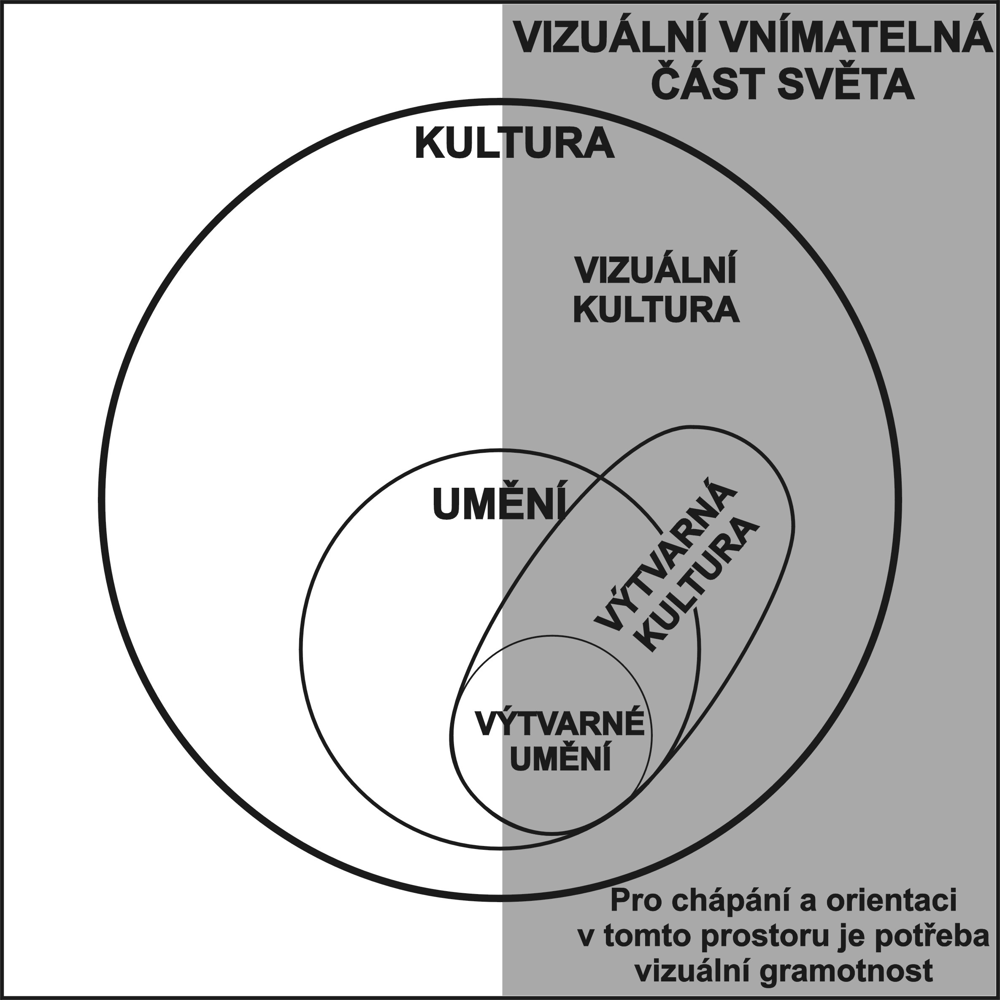 VIZUÁLNÍ VNÍMATELNÁ
ČÁST SVĚTA
KULTURA
VIZUÁLNÍ
KULTURA
UMĚNÍ
VÝTVARNÁ
KULTURA
VÝTVARNÉ
UMĚNÍ
Pro chápání a orientaci
v tomto prostoru je potřeba
vizuální gramotnost